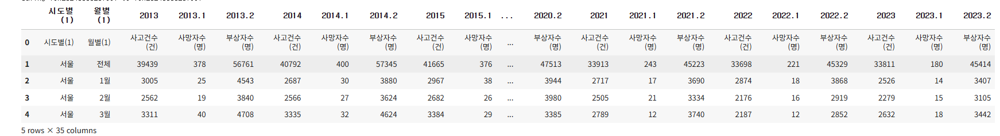 시도별(1) 월별(1) 2013 2013.1 2013.2 2014 2014.1 2014.2 2015 2015.1 ... 2020.2 2021 2021.1 2021.2 2022 2022.1 2022.2 2023 2023.1 2023.2
0 시도별(1) 월별(1) 사고건수(건) 사망자수(명) 부상자수(명) 사고건수(건) 사망자수(명) 부상자수(명) 사고건수(건) 사망자수(명) ... 부상자수(명) 사고건수(건) 사망자수(명) 부상자수(명) 사고건수(건) 사망자수(명) 부상자수(명) 사고건수(건) 사망자수(명) 부상자수(명)
1 서울 전체 39439 378 56761 40792 400 57345 41665 376 ... 47513 33913 243 45223 33698 221 45329 33811 180 45414
2 서울 1월 3005 25 4543 2687 30 3880 2967 38 ... 3944 2717 17 3690 2874 18 3868 2526 14 3407
3 서울 2월 2562 19 3840 2566 27 3624 2682 26 ... 3980 2505 21 3334 2176 16 2919 2279 15 3105
4 서울 3월 3311 40 4708 3335 32 4624 3384 29 ... 3385 2789 12 3740 2187 12 2852 2632 18 3442
5 rows × 35 columns